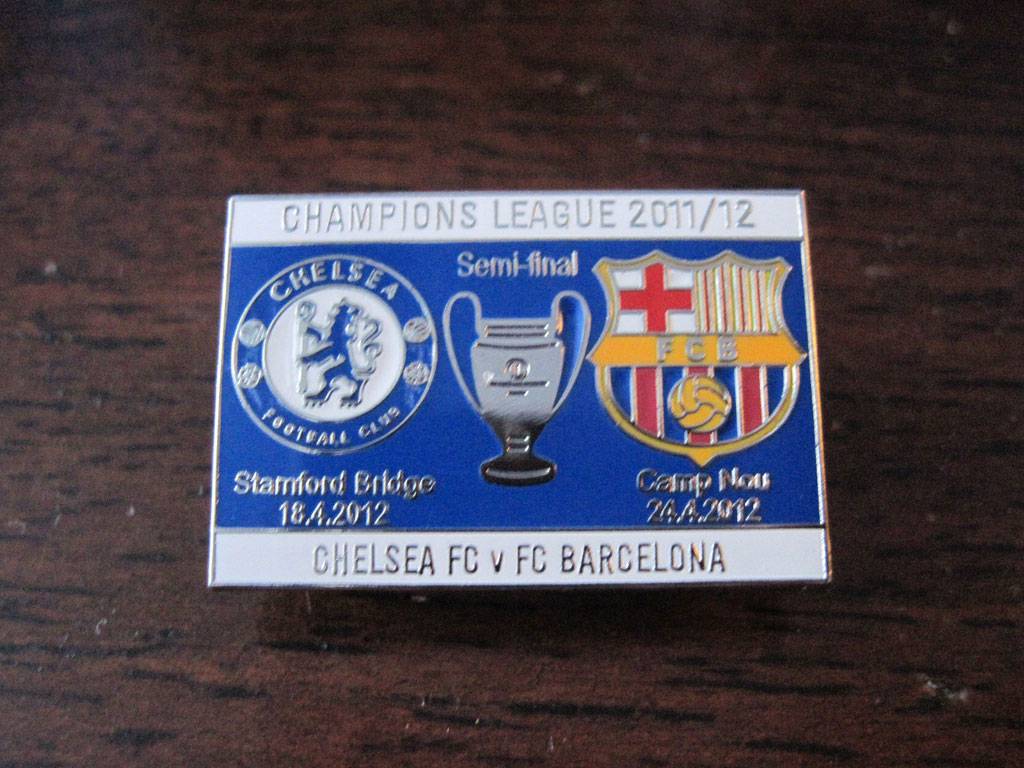 CHAMPIONS LEAGUE 2011/12
Semi-final
CHELSEA
FOOTBALL CLUB
FCB
Stamford Bridge
18.4.2012
Camp Nou
24.4.2012
CHELSEA FC v FC BARCELONA